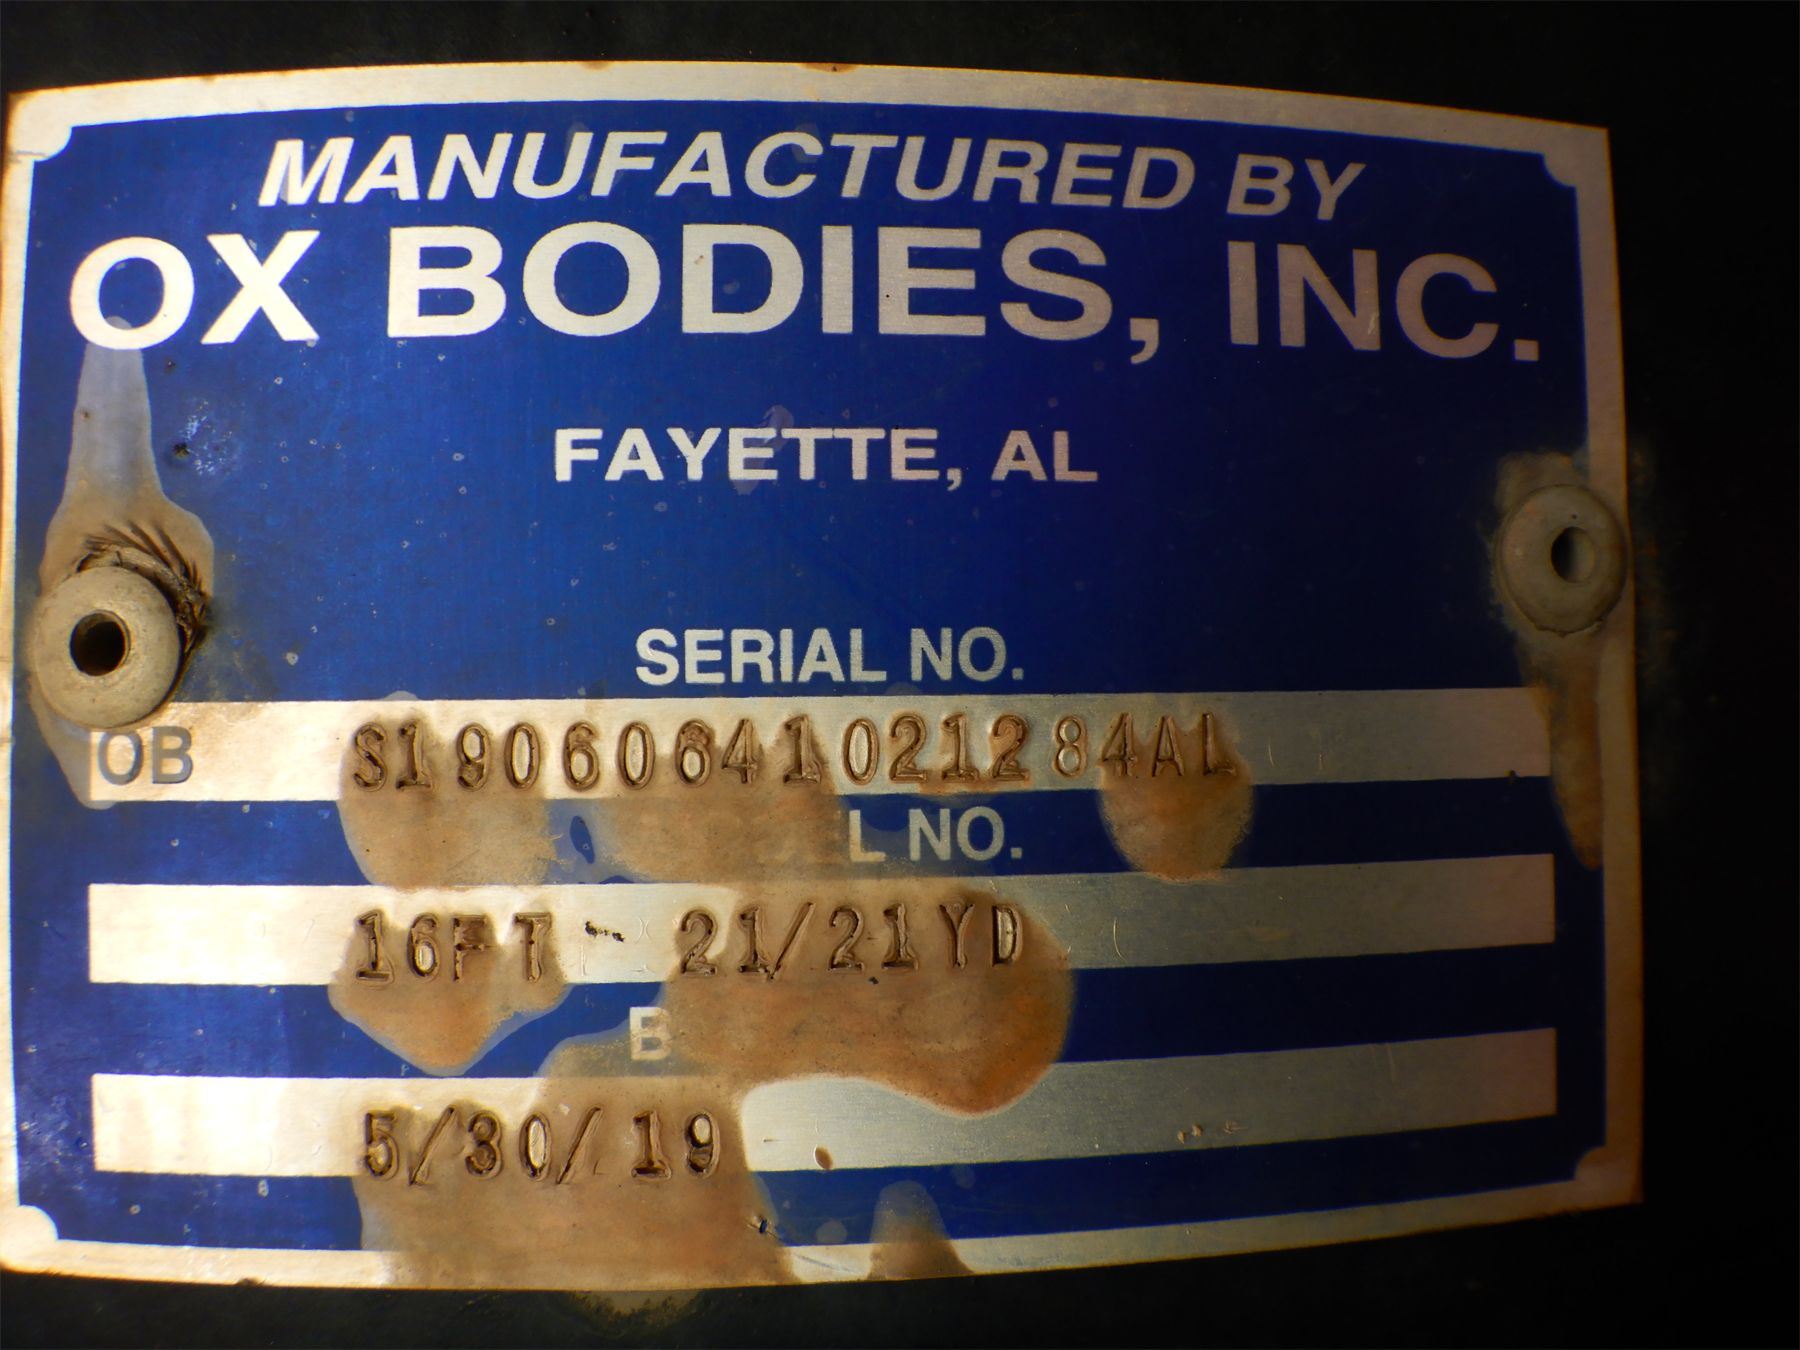 MANUFACTURED BY
OX BODIES, INC.
FAYETTE, AL
SERIAL NO.
OB S19060641021284AL
L NO.
16FT - 21/21YD
B
5/30/19